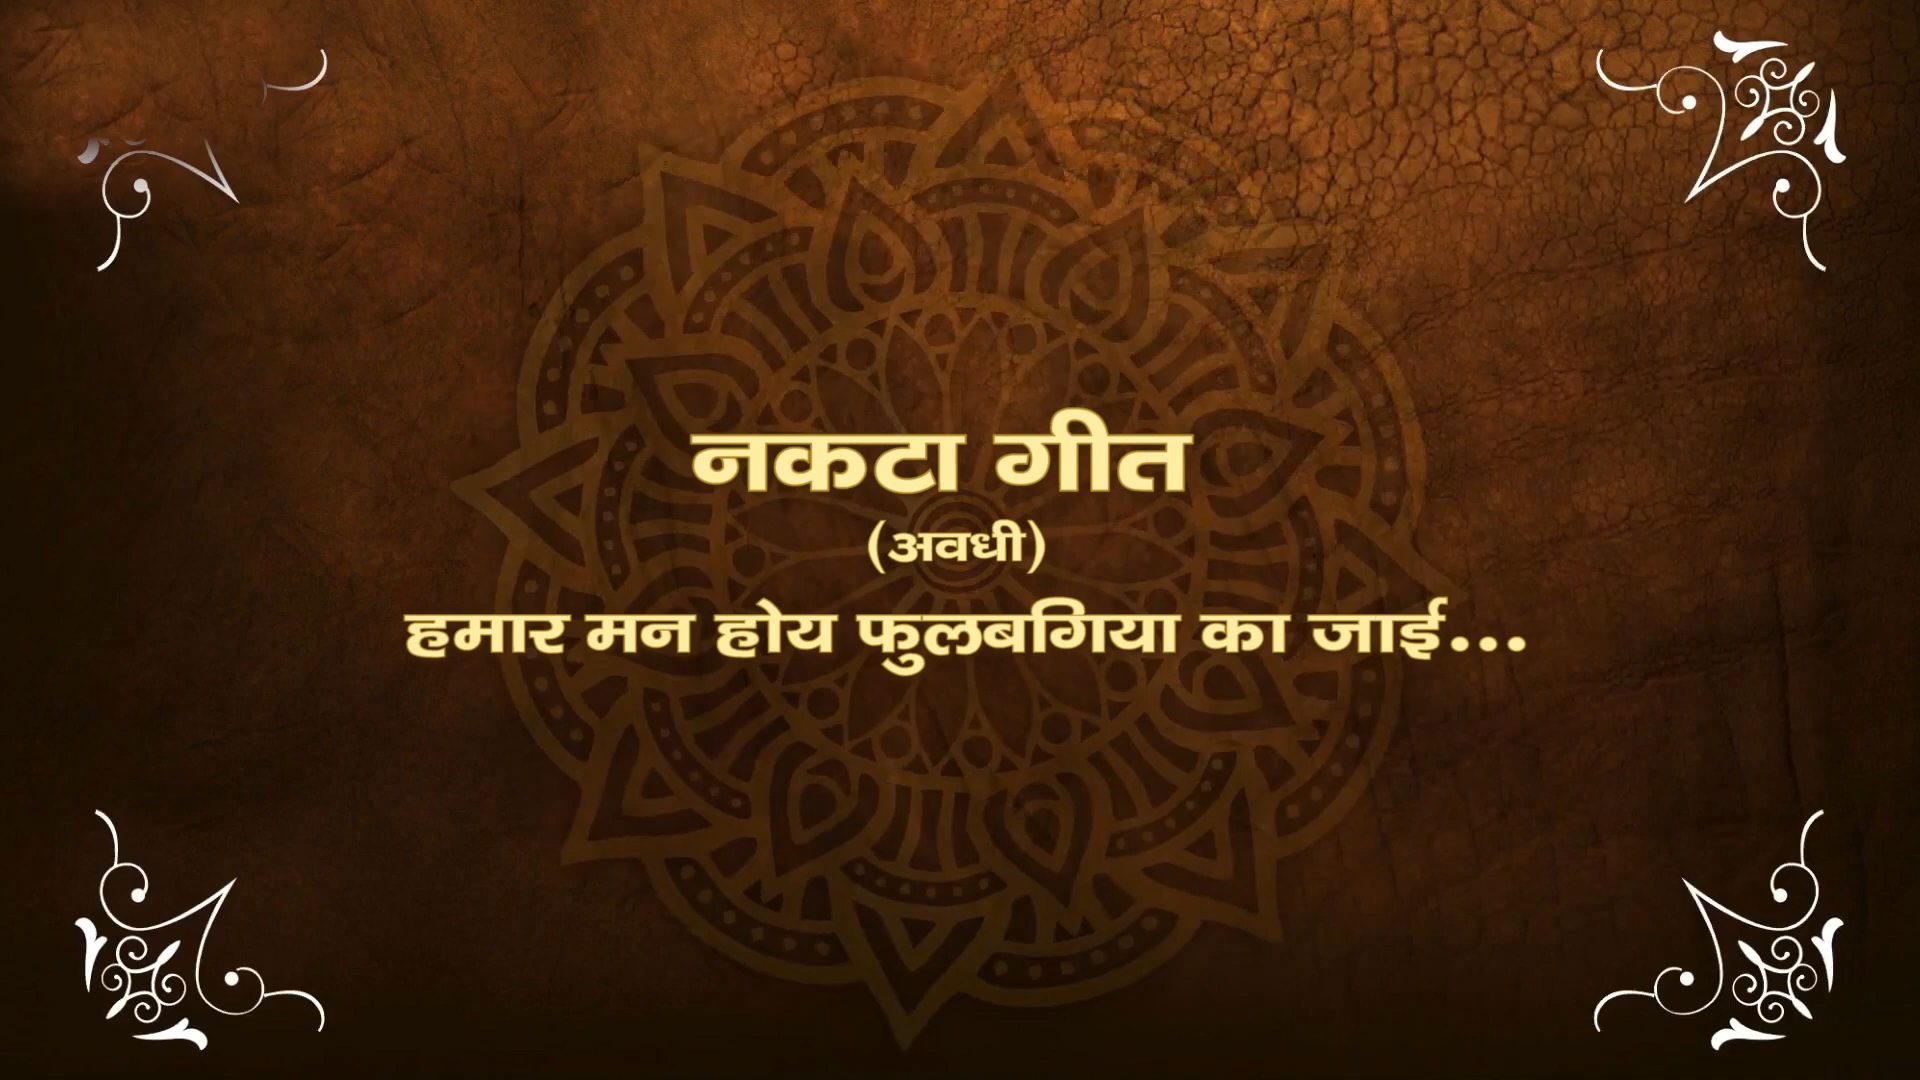 नकटा गीत
(अवधी)
हमार मन होय फुलबगिया का जाई...